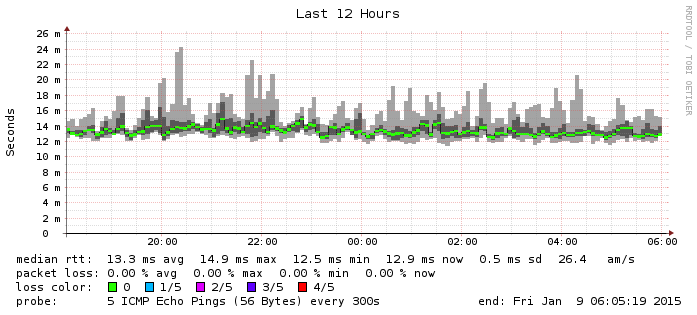 Last 12 Hours
RRDTOOL / TOBI OETIKER
Seconds
26 m
24 m
22 m
20 m
18 m
16 m
14 m
12 m
10 m
8 m
6 m
4 m
2 m
0
20:00 22:00 00:00 02:00 04:00 06:00
median rtt: 13.3 ms avg 14.9 ms max 12.5 ms min 12.9 ms now 0.5 ms sd 26.4 am/s
packet loss: 0.00 % avg 0.00 % max 0.00 % min 0.00 % now
loss color: 0 1/5 2/5 3/5 4/5
probe: 5 ICMP Echo Pings (56 Bytes) every 300s end: Fri Jan 9 06:05:19 2015